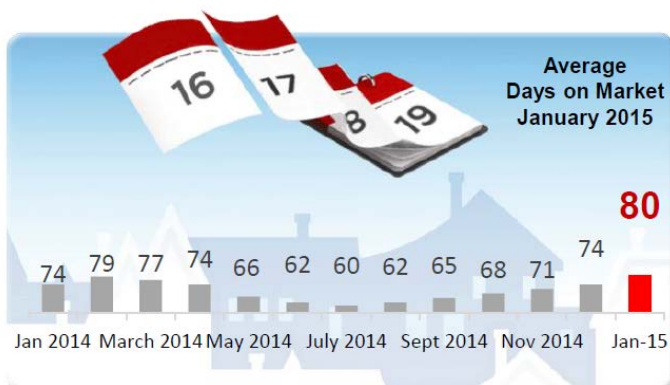 16
17
8
19
Average
Days on Market
January 2015
80
74 79 77 74 66 62 60 62 65 68 71 74
Jan 2014 March 2014 May 2014 July 2014 Sept 2014 Nov 2014 Jan-15